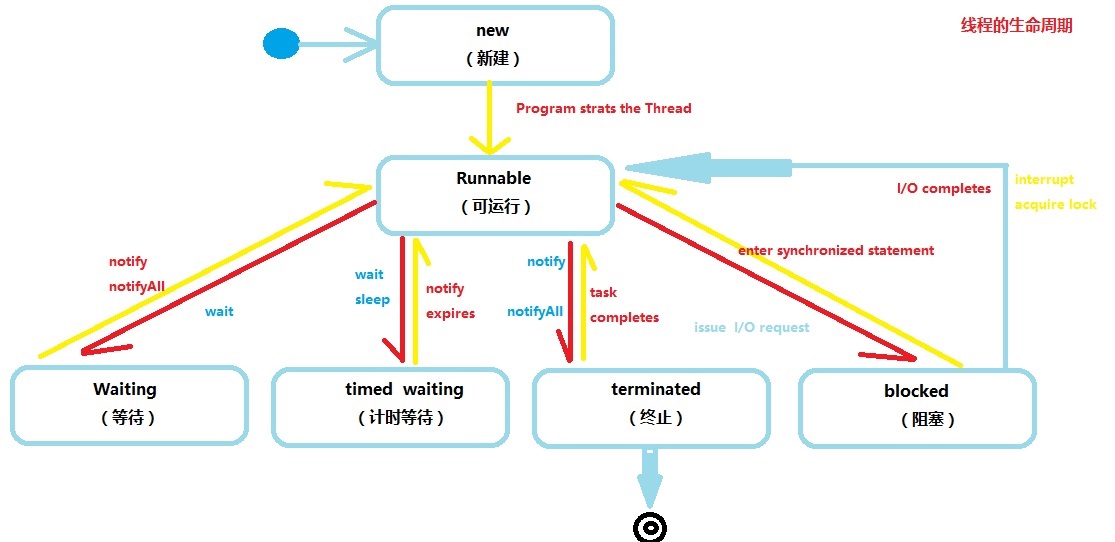 线程的生命周期
new
（新建）
Program strats the Thread
Runnable
（可运行）
I/O completes
interrupt
acquire lock
enter synchronized statement
notify
notifyAll
wait
wait
sleep
notify
expires
notify
notifyAll
task
completes
issue I/O request
Waiting
（等待）
timed waiting
（计时等待）
terminated
（终止）
blocked
（阻塞）